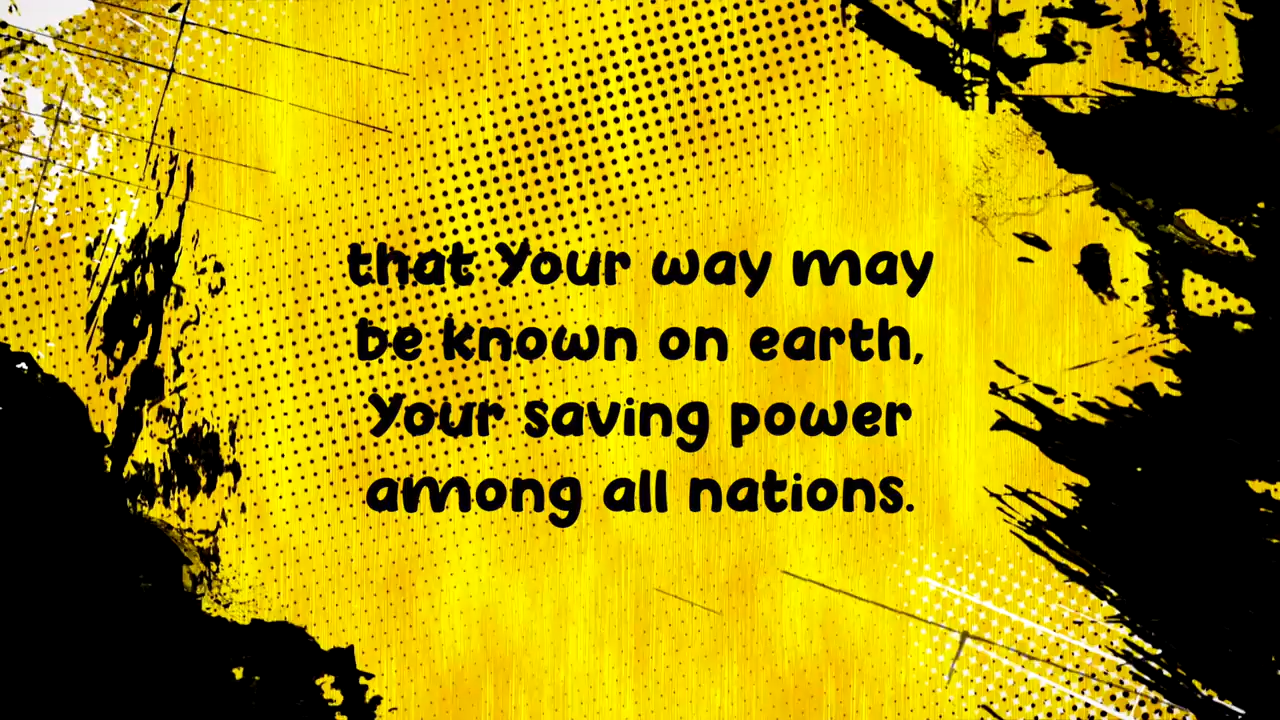 that Your way may
be known on earth,
Your saving power
among all nations.